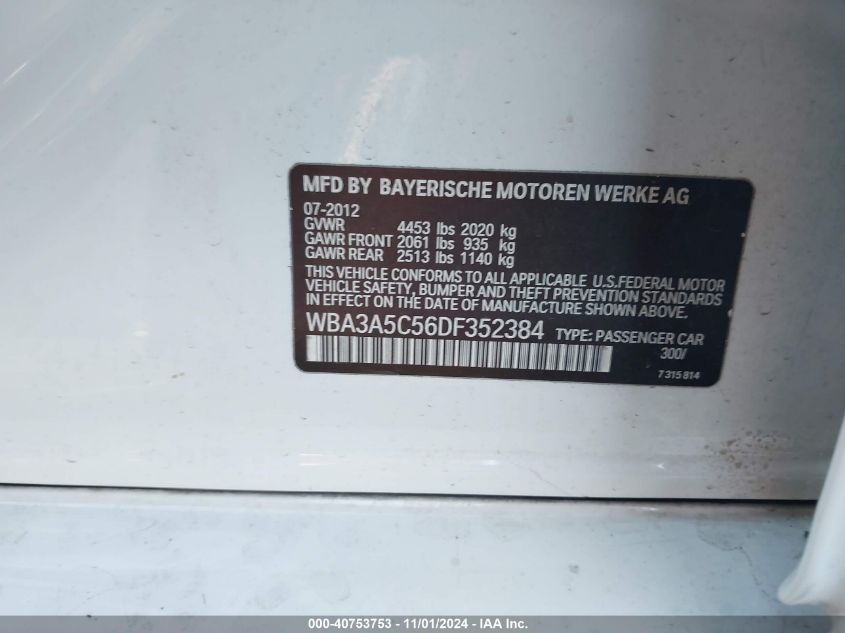 MFD BY BAYERISCHE MOTOREN WERKE AG
07-2012
GVWR 4453 lbs 2020 kg
GAWR FRONT 2061 lbs 935 kg
GAWR REAR 2513 lbs 1140 kg
THIS VEHICLE CONFORMS TO ALL APPLICABLE U.S.FEDERAL MOTOR
VEHICLE SAFETY, BUMPER AND THEFT PREVENTION STANDARDS
IN EFFECT ON THE DATE OF MANUFACTURE SHOWN ABOVE.
WBA3A5C56DF352384 TYPE: PASSENGER CAR
300/
7 315 814
000-40753753 - 11/01/2024 - IAA Inc.